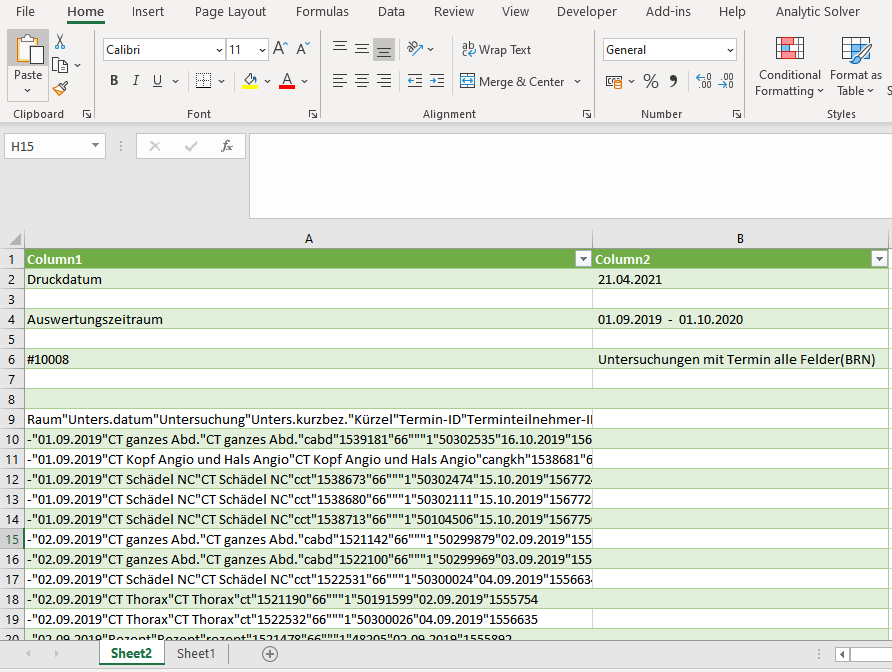 File Home Insert Page Layout Formulas Data Review View Developer Add-ins Help Analytic Solver
Calibri 11 A A Wrap Text General
Paste B I U A Merge & Center % Conditional Formatting Format as Table
Clipboard Font Alignment Number Styles
H15 fx
A B
1 Column1 Column2
2 Druckdatum 21.04.2021
3
4 Auswertungszeitraum 01.09.2019 - 01.10.2020
5
6 #10008 Untersuchungen mit Termin alle Felder(BRN)
7
8
9 Raum"Unters.datum"Untersuchung"Unters.kurzbez."Kürzel"Termin-ID"Terminteilnehmer-II
10 -"01.09.2019"CT ganzes Abd."CT ganzes Abd."cabd"1539181"66"""1"50302535"16.10.2019"156
11 -"01.09.2019"CT Kopf Angio und Hals Angio"CT Kopf Angio und Hals Angio"cangkh"1538681"6
12 -"01.09.2019"CT Schädel NC"CT Schädel NC"cct"1538673"66"""1"50302474"15.10.2019"156772
13 -"01.09.2019"CT Schädel NC"CT Schädel NC"cct"1538680"66"""1"50302111"15.10.2019"156772
14 -"01.09.2019"CT Schädel NC"CT Schädel NC"cct"1538713"66"""1"50104506"15.10.2019"156775
15 -"02.09.2019"CT ganzes Abd."CT ganzes Abd."cabd"1521142"66"""1"50299879"02.09.2019"155
16 -"02.09.2019"CT ganzes Abd."CT ganzes Abd."cabd"1522100"66"""1"50299969"03.09.2019"155
17 -"02.09.2019"CT Schädel NC"CT Schädel NC"cct"1522531"66"""1"50300024"04.09.2019"155663
18 -"02.09.2019"CT Thorax"CT Thorax"ct"1521190"66"""1"50191599"02.09.2019"1555754
19 -"02.09.2019"CT Thorax"CT Thorax"ct"1522532"66"""1"50300026"04.09.2019"1556635
20 -"02.09.2019"Rezept"Rezept"rezept"1521478"66"""1"48205"02.09.2019"1555892
Sheet2 Sheet1